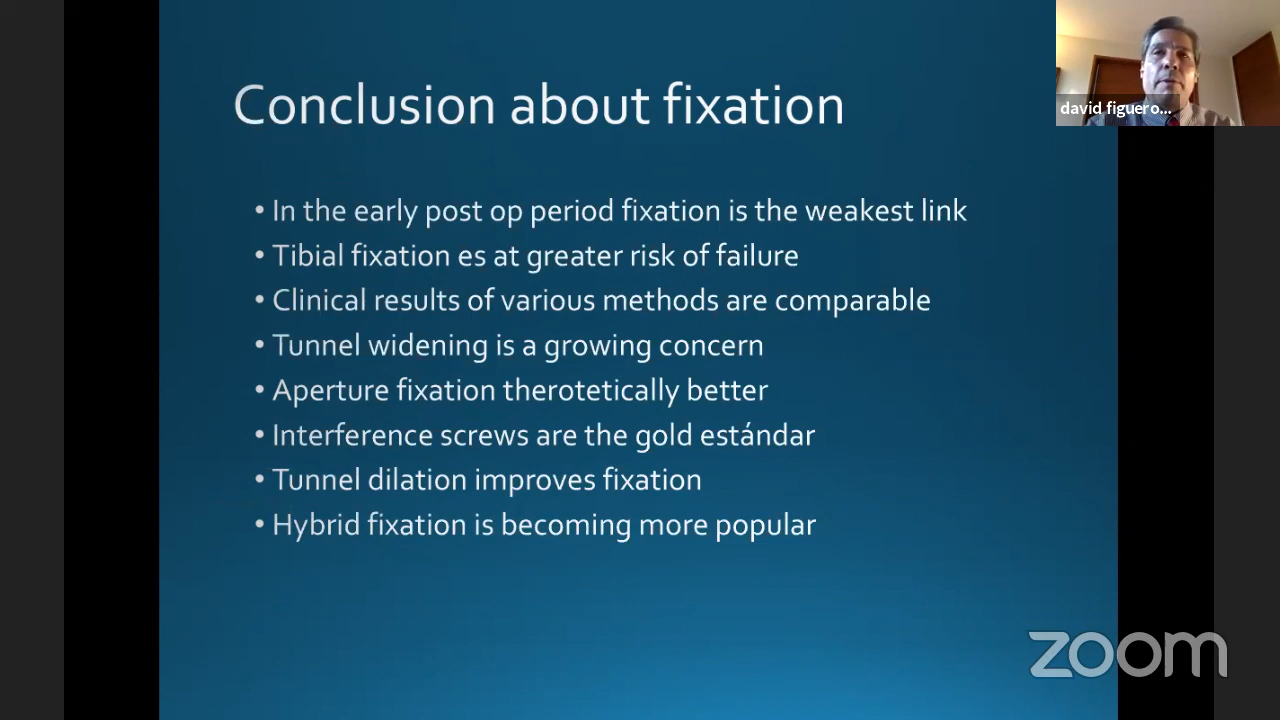 Conclusion about fixation
david figuero...
• In the early post op period fixation is the weakest link
• Tibial fixation es at greater risk of failure
• Clinical results of various methods are comparable
• Tunnel widening is a growing concern
• Aperture fixation therotetically better
• Interference screws are the gold estándar
• Tunnel dilation improves fixation
• Hybrid fixation is becoming more popular
zoom